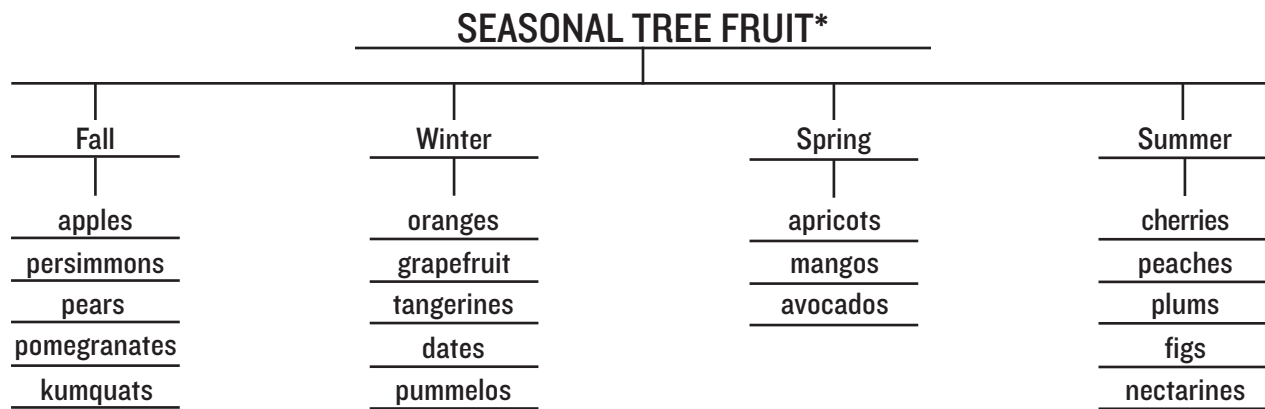 SEASONAL TREE FRUIT*
Fall
apples
persimmons
pears
pomegranates
kumquats
Winter
oranges
grapefruit
tangerines
dates
pummelos
Spring
apricots
mangos
avocados
Summer
cherries
peaches
plums
figs
nectarines